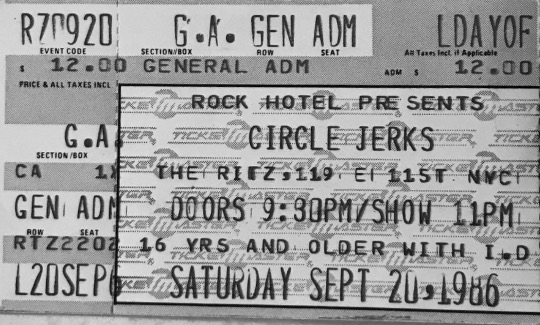 R70920 G.A. GEN ADM LDAYOF
EVENT CODE SECTION/BOX ROW SEAT All Taxes Incl. if Applicable
$ 12.00 GENERAL ADM ADM $ 12.00
PRICE & ALL TAXES INCL
ROCK HOTEL PRESENTS
G.A. CIRCLE JERKS
SECTION/BOX
CA THE RITZ,119 E 11ST NYC
GEN ADM DOORS 9:30PM/SHOW 11PM
ROW SEAT
RTZ2202 16 YRS AND OLDER WITH I.D
L20SEP6 SATURDAY SEPT 20,1986
TICKETMASTER